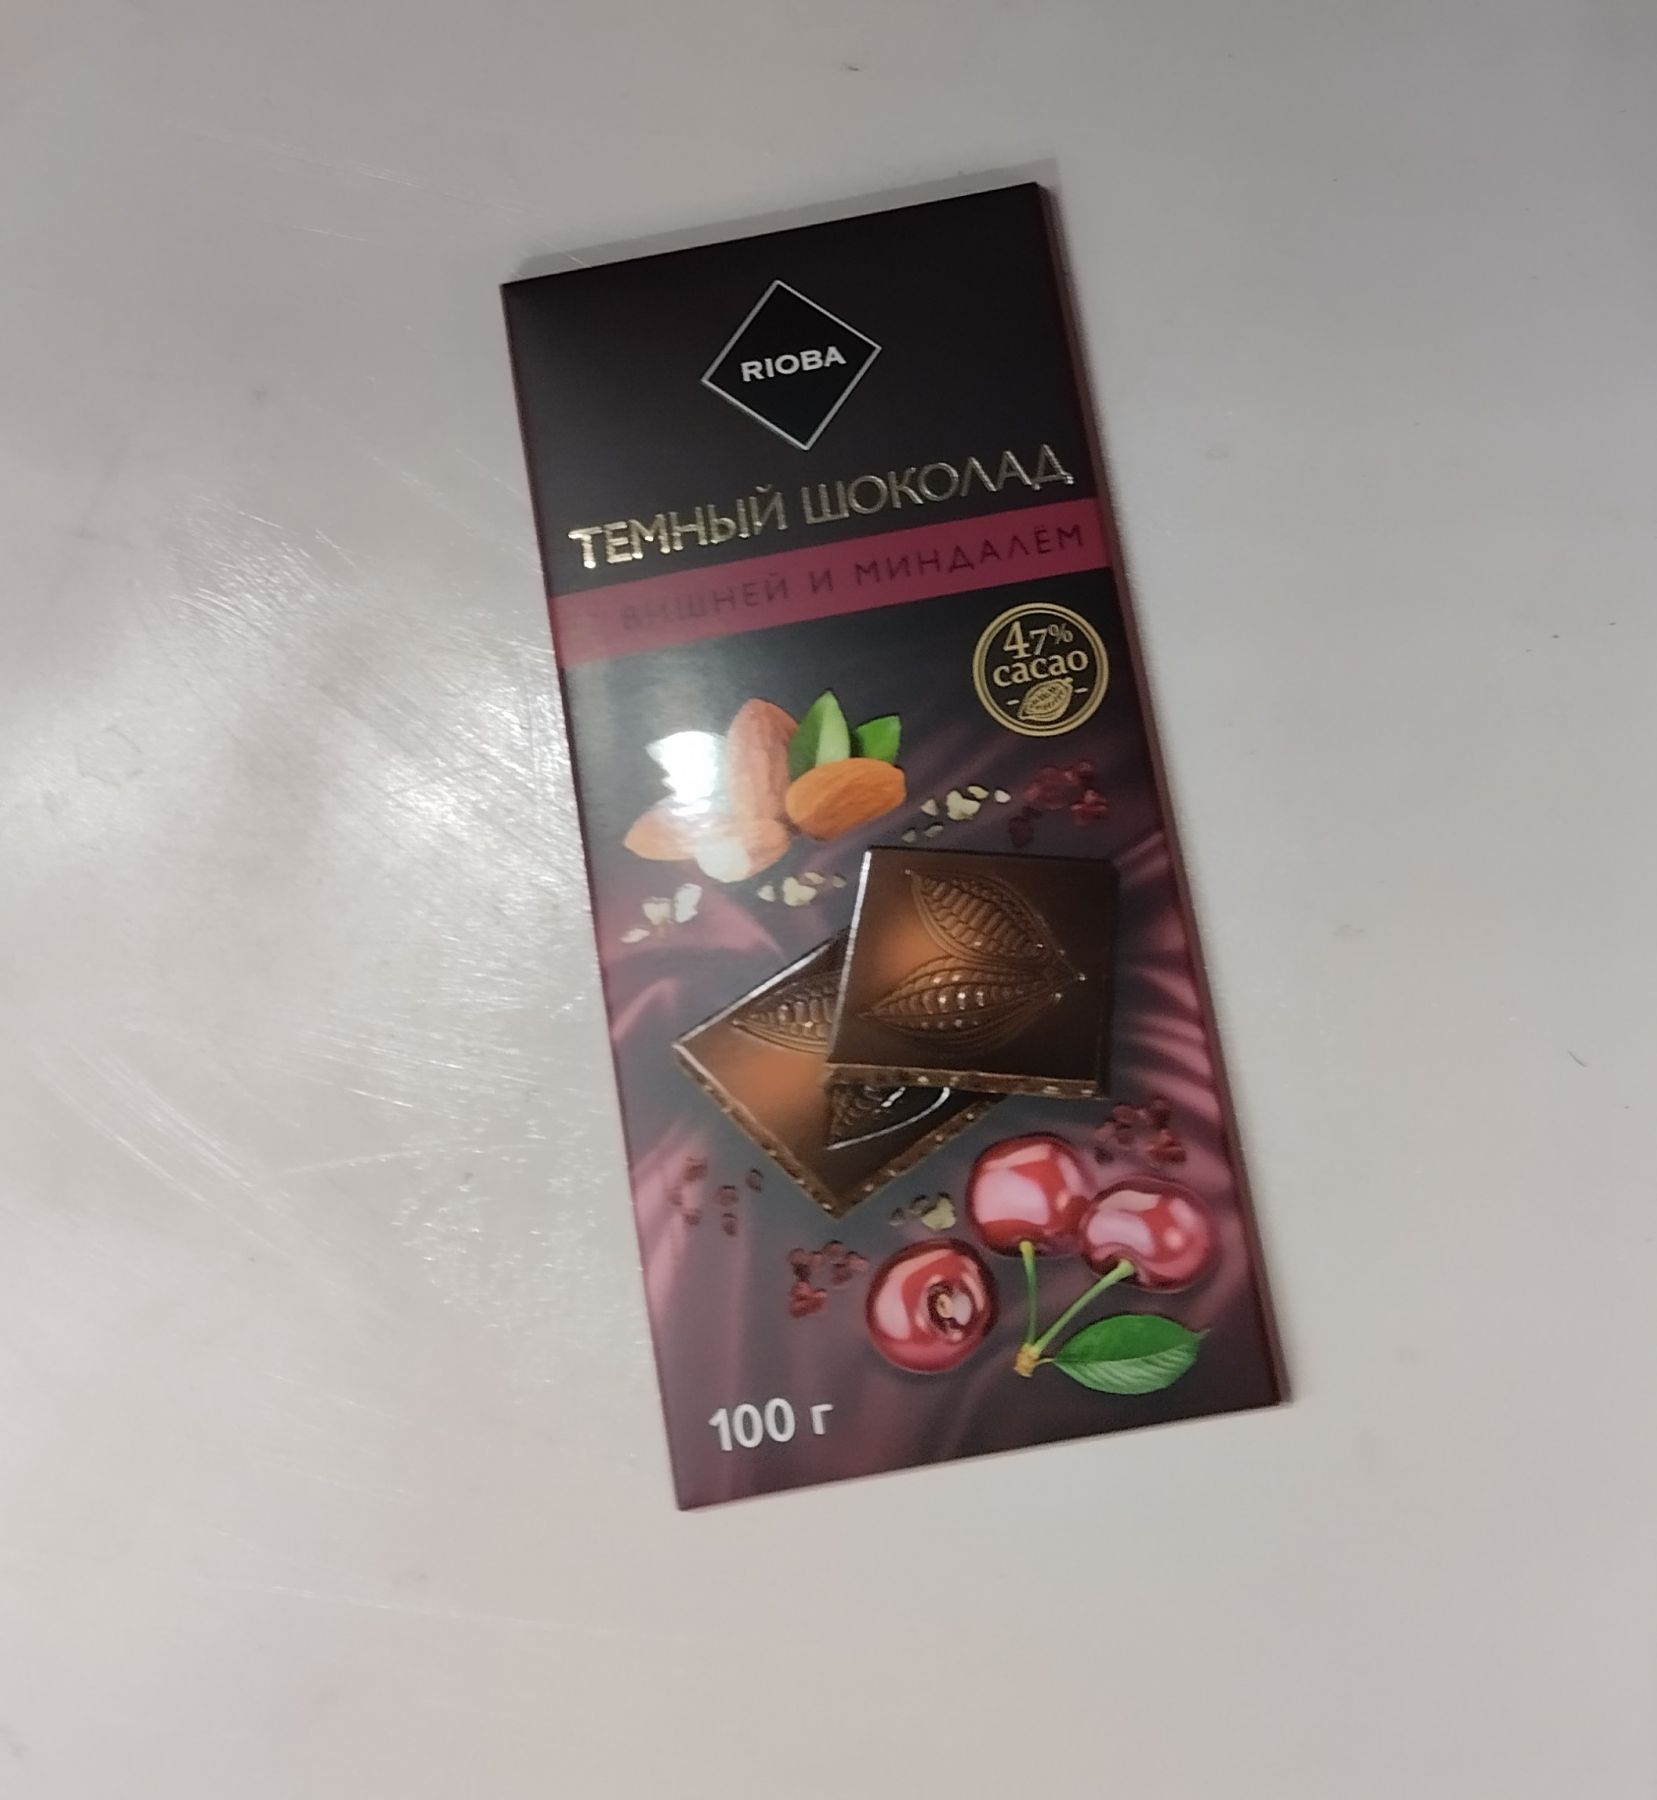 RIOBA
ТЕМНЫЙ ШОКОЛАД
С ВИШНЕЙ И МИНДАЛЁМ
47%
cacao
100 г